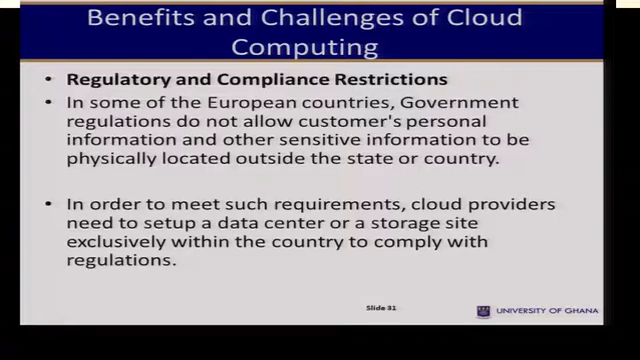 Benefits and Challenges of Cloud
Computing
• Regulatory and Compliance Restrictions
• In some of the European countries, Government
regulations do not allow customer's personal
information and other sensitive information to be
physically located outside the state or country.
• In order to meet such requirements, cloud providers
need to setup a data center or a storage site
exclusively within the country to comply with
regulations.
Slide 31
UNIVERSITY OF GHANA